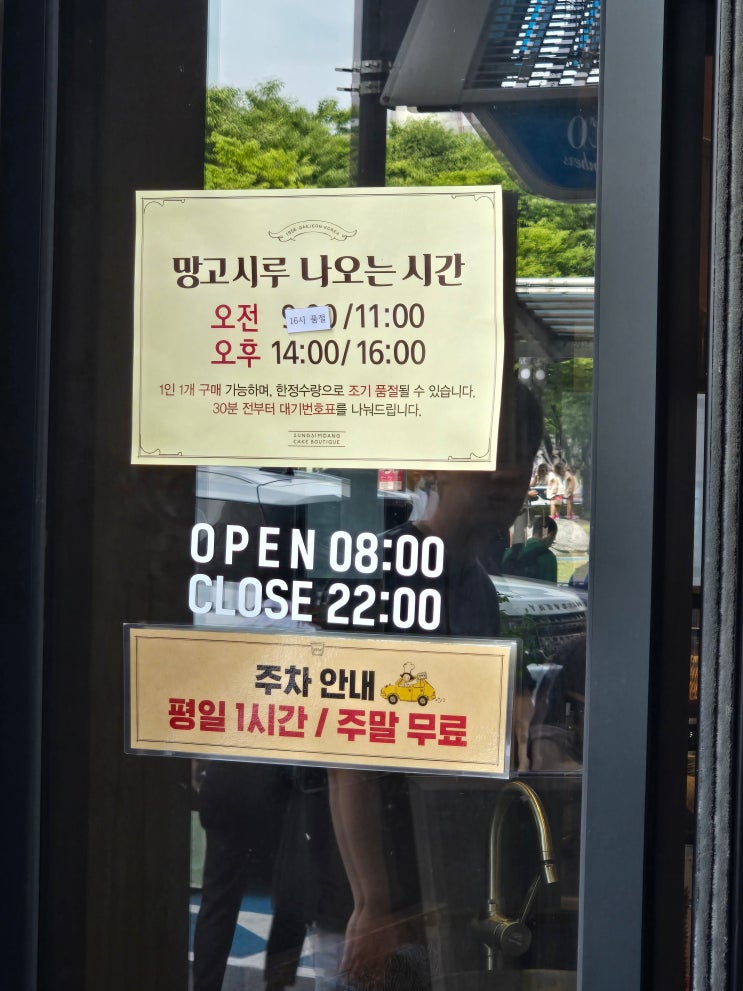 1956 DAEJEON KOREA
망고시루 나오는 시간
오전 /11:00
16시 품절
오후 14:00/16:00
1인 1개 구매 가능하며, 한정수량으로 조기 품절될 수 있습니다.
30분 전부터 대기번호표를 나눠드립니다.
SUNGSIMDANG
CAKE BOUTIQUE
OPEN 08:00
CLOSE 22:00
주차 안내
평일 1시간 / 주말 무료